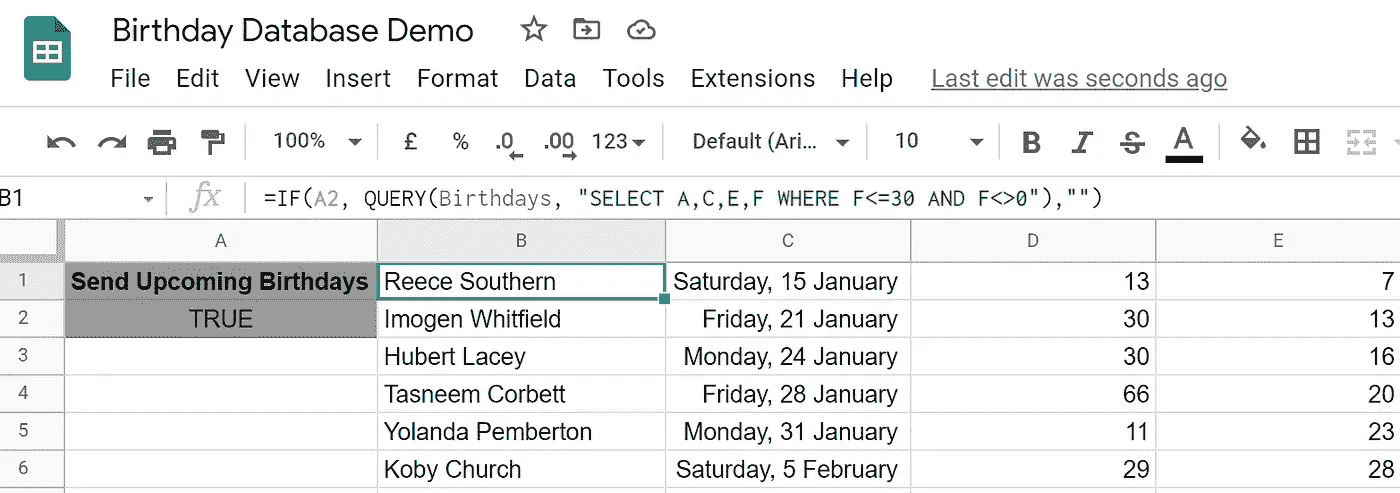 Birthday Database Demo
File Edit View Insert Format Data Tools Extensions Help Last edit was seconds ago
100% £ % .0 .00 123 Default (Ari... 10 B I S A
B1 fx =IF(A2, QUERY(Birthdays, "SELECT A,C,E,F WHERE F<=30 AND F<>0"),"")
A B C D E
1 Send Upcoming Birthdays Reece Southern Saturday, 15 January 13 7
2 TRUE Imogen Whitfield Friday, 21 January 30 13
3 Hubert Lacey Monday, 24 January 30 16
4 Tasneem Corbett Friday, 28 January 66 20
5 Yolanda Pemberton Monday, 31 January 11 23
6 Koby Church Saturday, 5 February 29 28